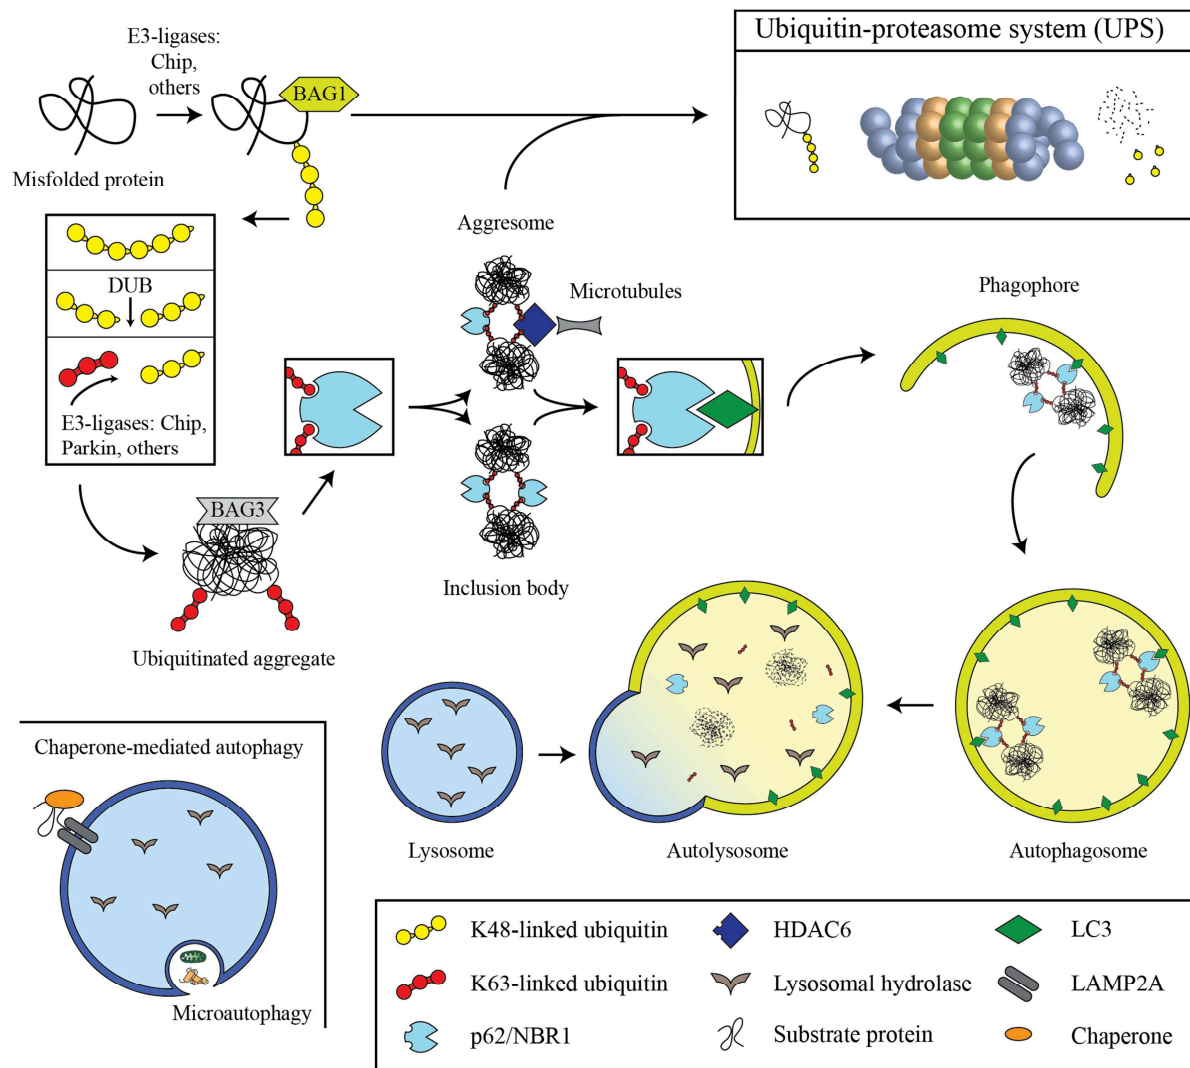 E3-ligases:
Chip,
others
BAG1
Misfolded protein
Ubiquitin-proteasome system (UPS)
DUB
E3-ligases: Chip,
Parkin, others
Aggresome
Microtubules
Phagophore
BAG3
Ubiquitinated aggregate
Inclusion body
Chaperone-mediated autophagy
Microautophagy
Lysosome
Autolysosome
Autophagosome
K48-linked ubiquitin
HDAC6
LC3
K63-linked ubiquitin
Lysosomal hydrolase
LAMP2A
p62/NBR1
Substrate protein
Chaperone